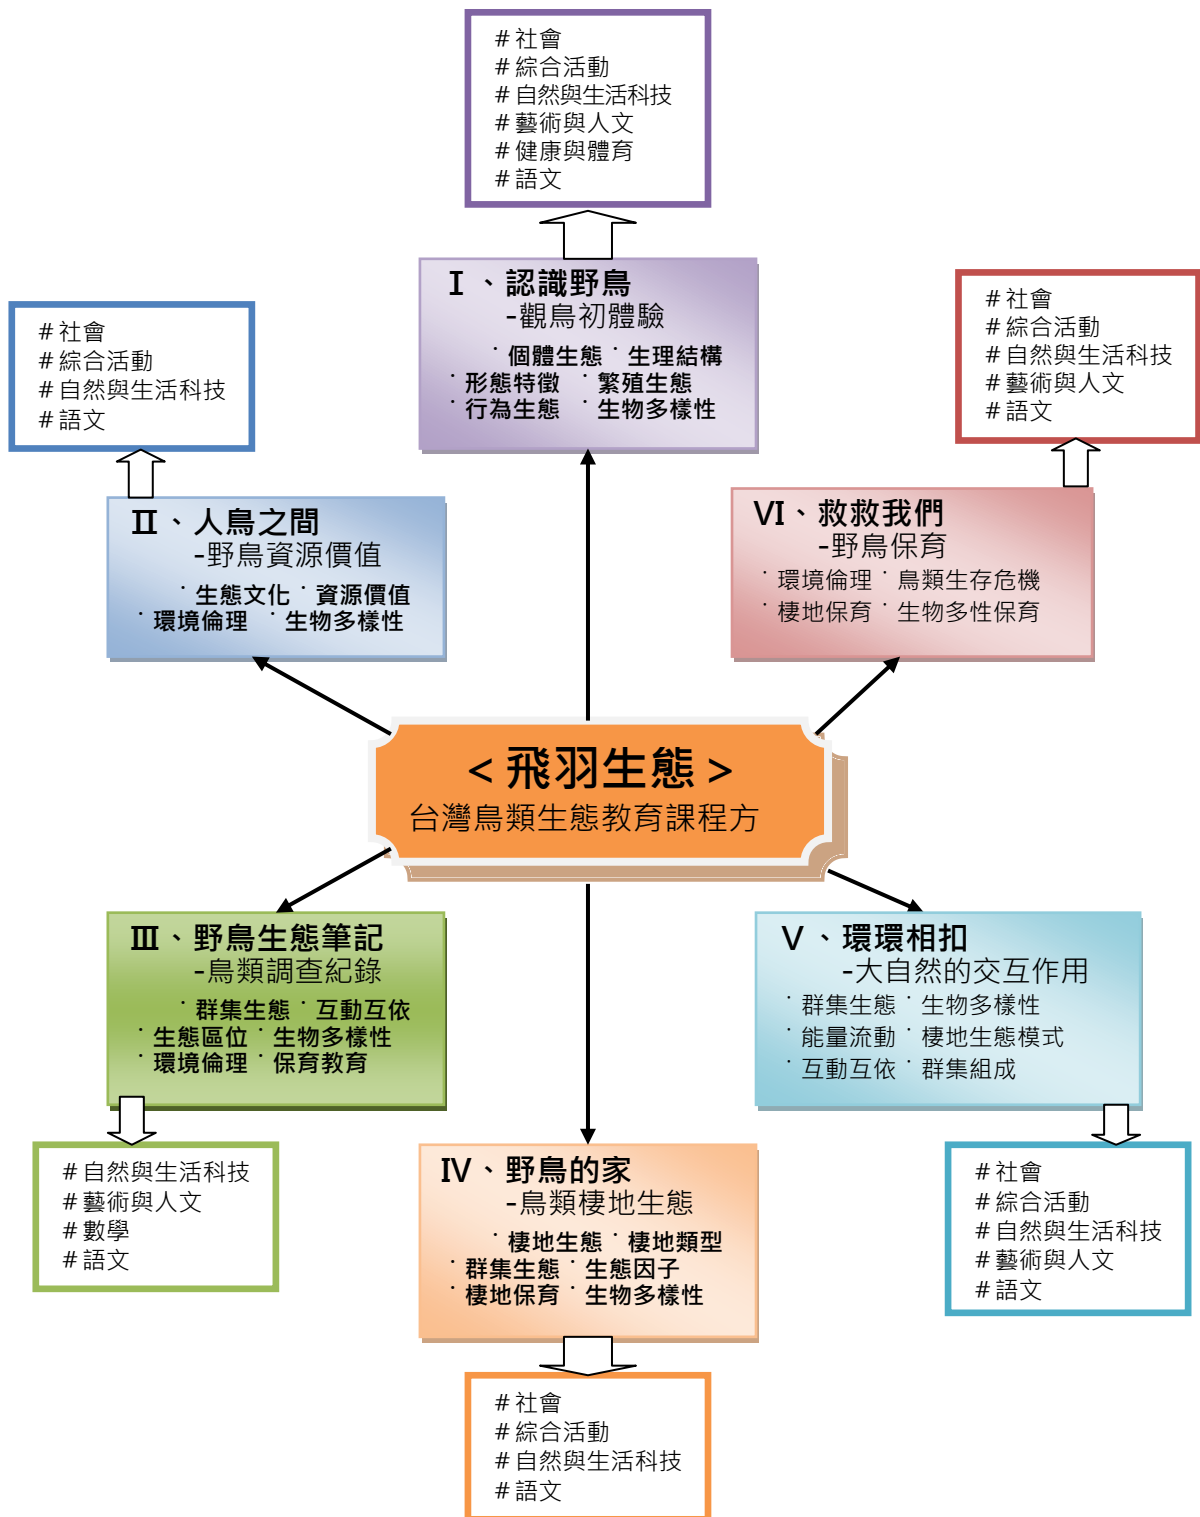 #社會
#綜合活動
#自然與生活科技
#藝術與人文
#健康與體育
#語文
Ⅰ、認識野鳥
-觀鳥初體驗
˙個體生態˙生理結構
˙形態特徵 ˙繁殖生態
˙行為生態 ˙生物多樣性
#社會
#綜合活動
#自然與生活科技
#語文
Ⅱ、人鳥之間
-野鳥資源價值
˙生態文化˙資源價值
˙環境倫理 ˙生物多樣性
#社會
#綜合活動
#自然與生活科技
#藝術與人文
#語文
Ⅵ、救救我們
-野鳥保育
˙環境倫理˙鳥類生存危機
˙棲地保育˙生物多性保育
<飛羽生態>
台灣鳥類生態教育課程方
Ⅲ、野鳥生態筆記
-鳥類調查紀錄
˙群集生態˙互動互依
˙生態區位˙生物多樣性
˙環境倫理˙保育教育
#自然與生活科技
#藝術與人文
#數學
#語文
Ⅳ、野鳥的家
-鳥類棲地生態
˙棲地生態˙棲地類型
˙群集生態˙生態因子
˙棲地保育˙生物多樣性
#社會
#綜合活動
#自然與生活科技
#語文
Ⅴ、環環相扣
-大自然的交互作用
˙群集生態˙生物多樣性
˙能量流動˙棲地生態模式
˙互動互依˙群集組成
#社會
#綜合活動
#自然與生活科技
#藝術與人文
#語文